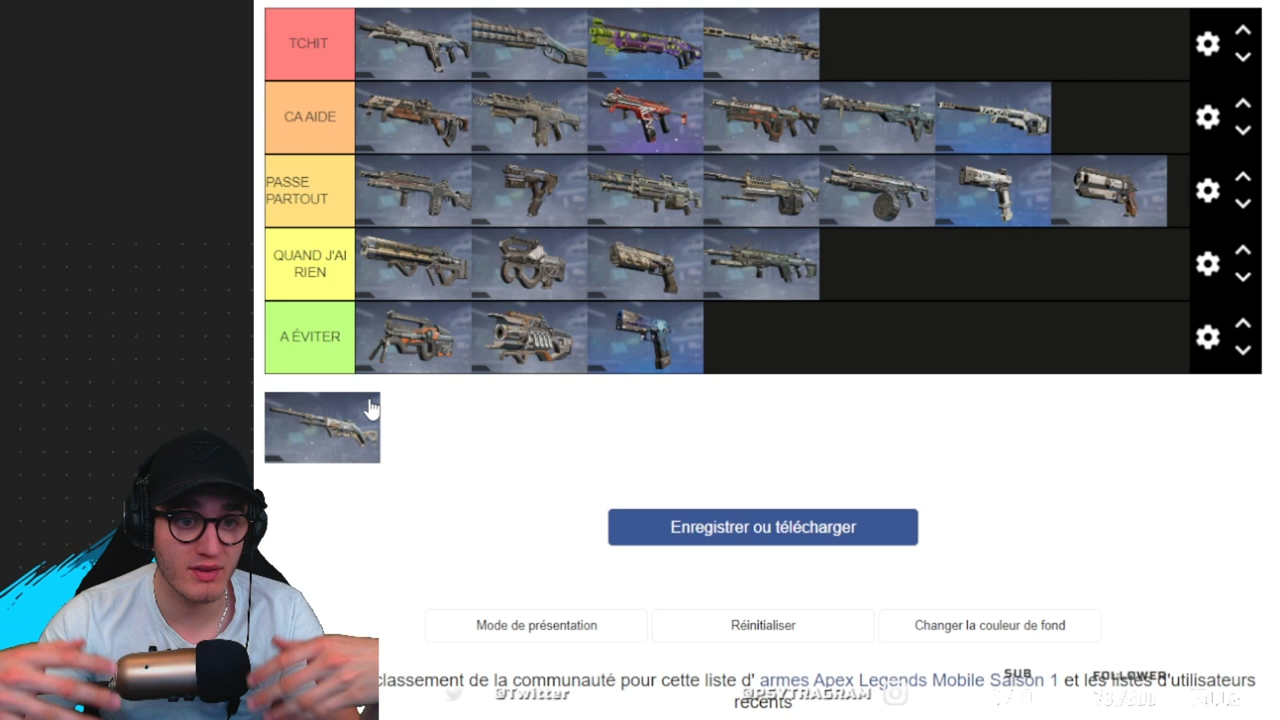 TCHIT
CA AIDE
PASSE
PARTOUT
QUAND J'AI
RIEN
A ÉVITER
Enregistrer ou télécharger
Mode de présentation
Réinitialiser
Changer la couleur de fond
classement de la communauté pour cette liste d' armes Apex Legends Mobile Saison 1 et les listes d'utilisateurs
récents
@Twitter
@PSYTRAGRAM
SUB
FOLLOWER